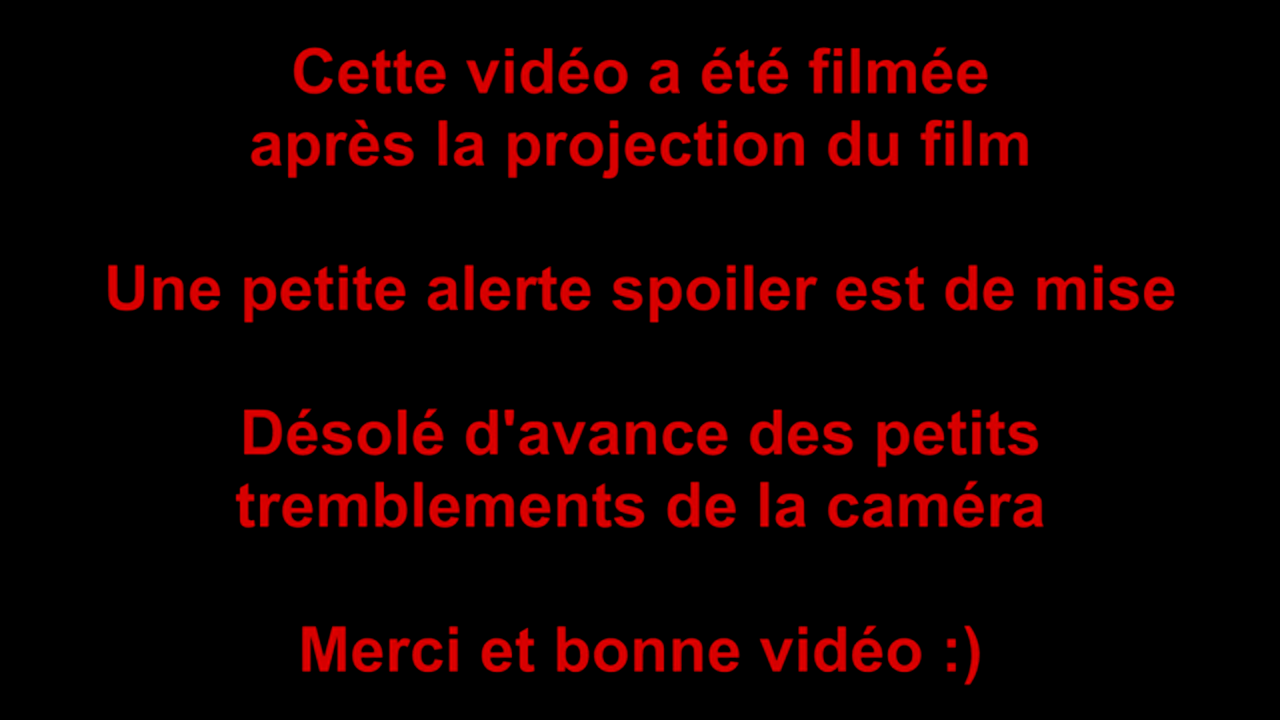 Cette vidéo a été filmée
après la projection du film
Une petite alerte spoiler est de mise
Désolé d'avance des petits
tremblements de la caméra
Merci et bonne vidéo :)